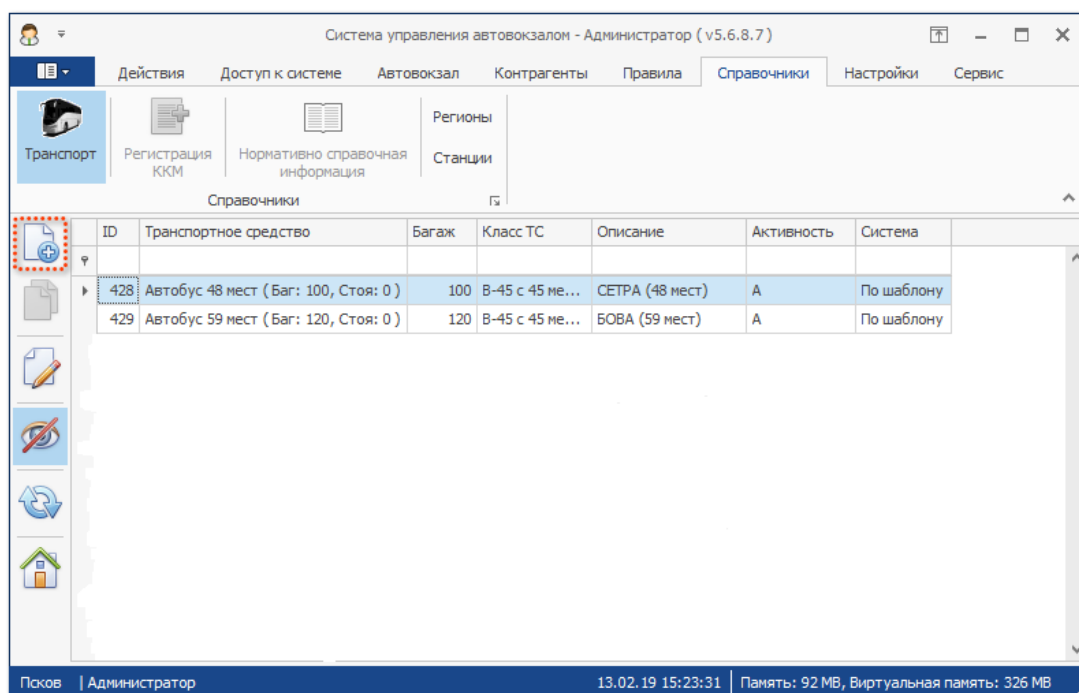 Система управления автовокзалом - Администратор ( v5.6.8.7 )
Действия Доступ к системе Автовокзал Контрагенты Правила Справочники Настройки Сервис
Транспорт
Регистрация
ККМ
Нормативно справочная
информация
Регионы
Станции
Справочники
ID Транспортное средство Багаж Класс ТС Описание Активность Система
428 Автобус 48 мест ( Баг: 100, Стоя: 0 ) 100 В-45 с 45 ме... СЕТРА (48 мест) А По шаблону
429 Автобус 59 мест ( Баг: 120, Стоя: 0 ) 120 В-45 с 45 ме... БОВА (59 мест) А По шаблону
Псков | Администратор 13.02.19 15:23:31 Память: 92 MB, Виртуальная память: 326 MB